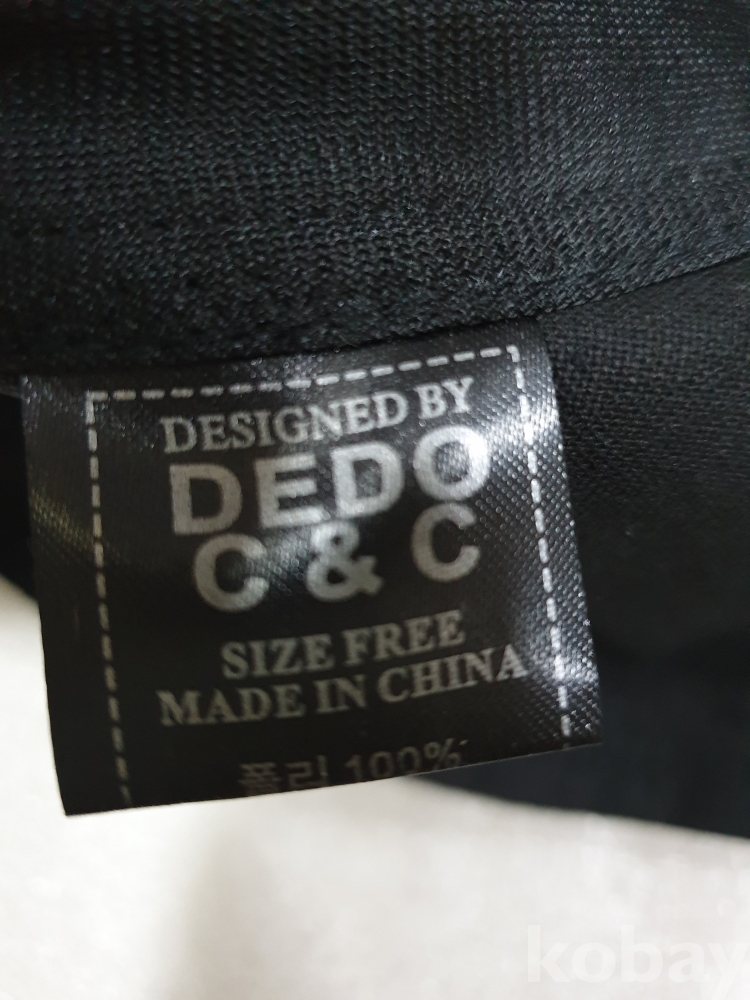 DESIGNED BY
DEDO
C & C
SIZE FREE
MADE IN CHINA
폴리 100%
kobay